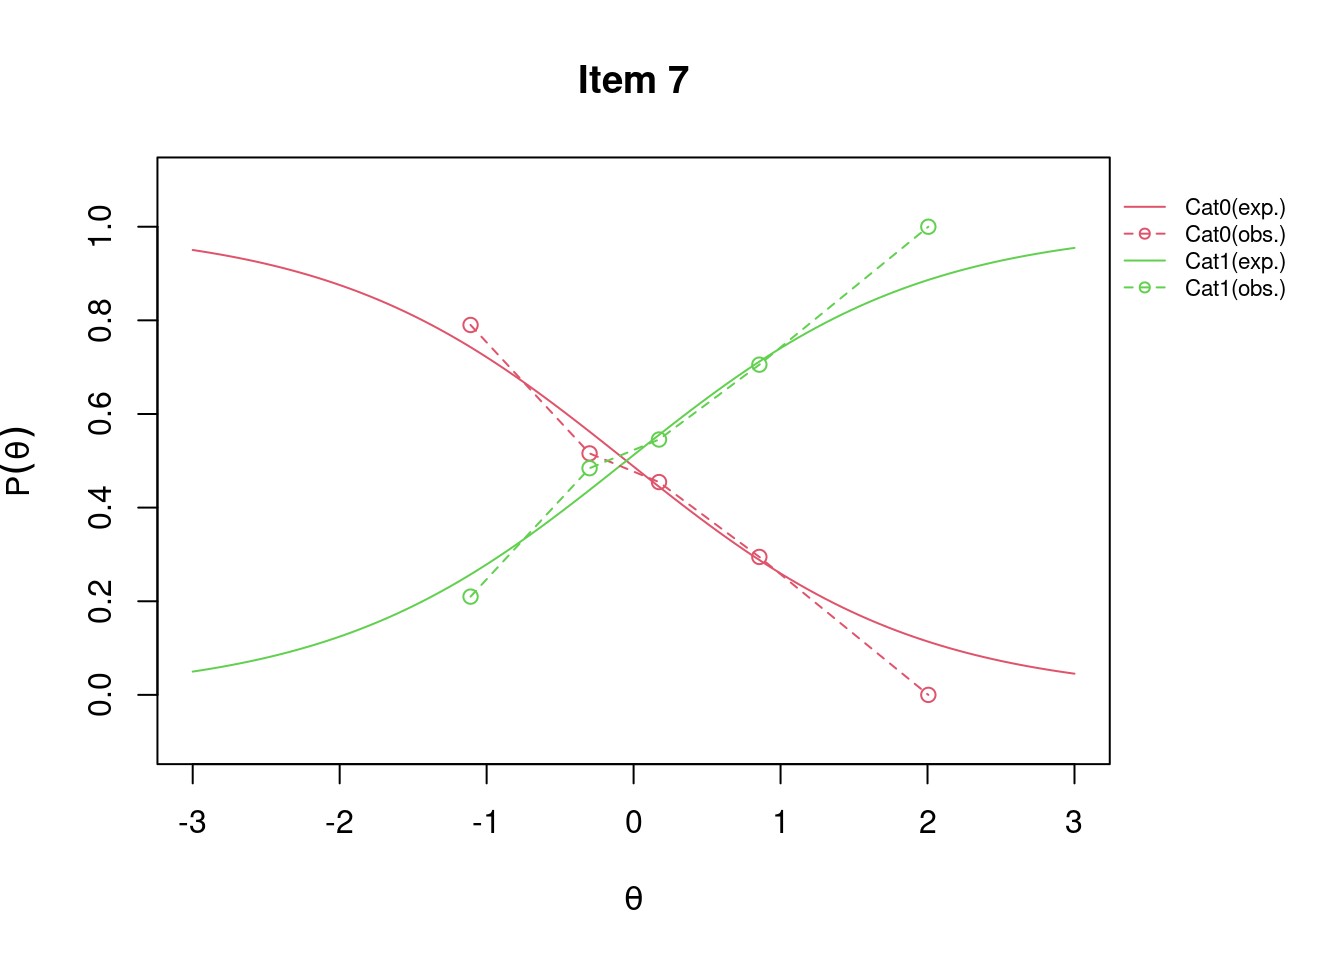 Item 7
P(θ)
1.0
0.8
0.6
0.4
0.2
0.0
-3 -2 -1 0 1 2 3
θ
Cat0(exp.)
Cat0(obs.)
Cat1(exp.)
Cat1(obs.)